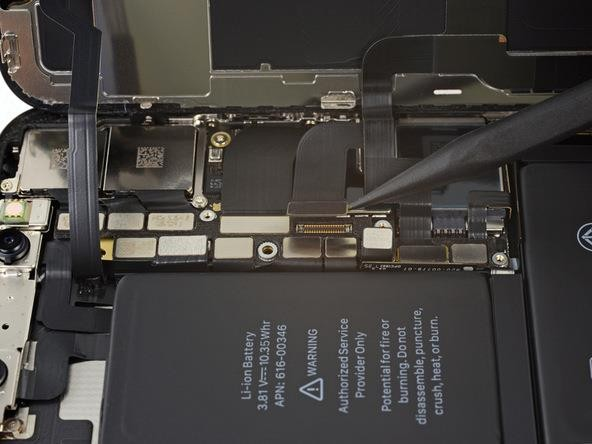 Li-ion Battery
3.81 V⎓10.35Whr
APN: 616-00346
WARNING
Authorized Service
Provider Only
Potential for fire or
burning. Do not
disassemble, puncture,
crush, heat, or burn.